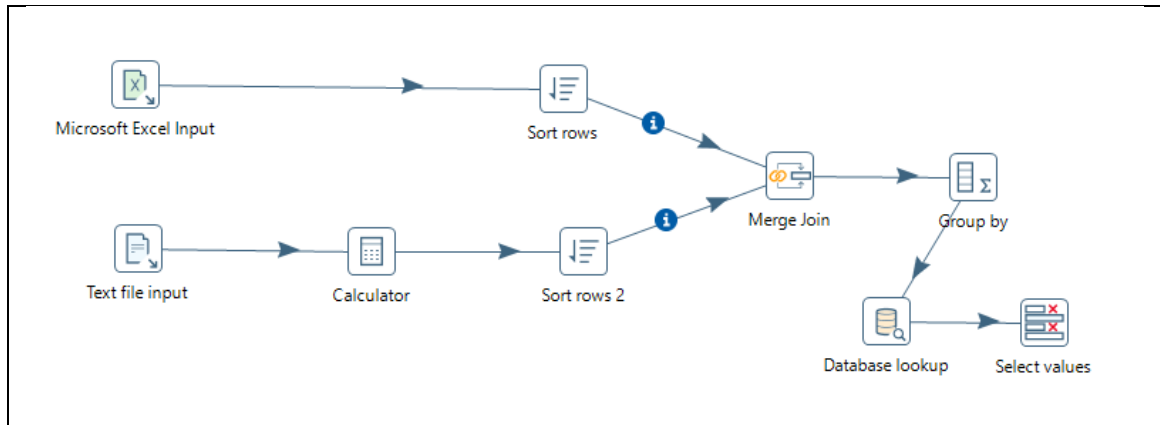 Microsoft Excel Input
Sort rows
Merge Join
Group by
Text file input
Calculator
Sort rows 2
Database lookup
Select values